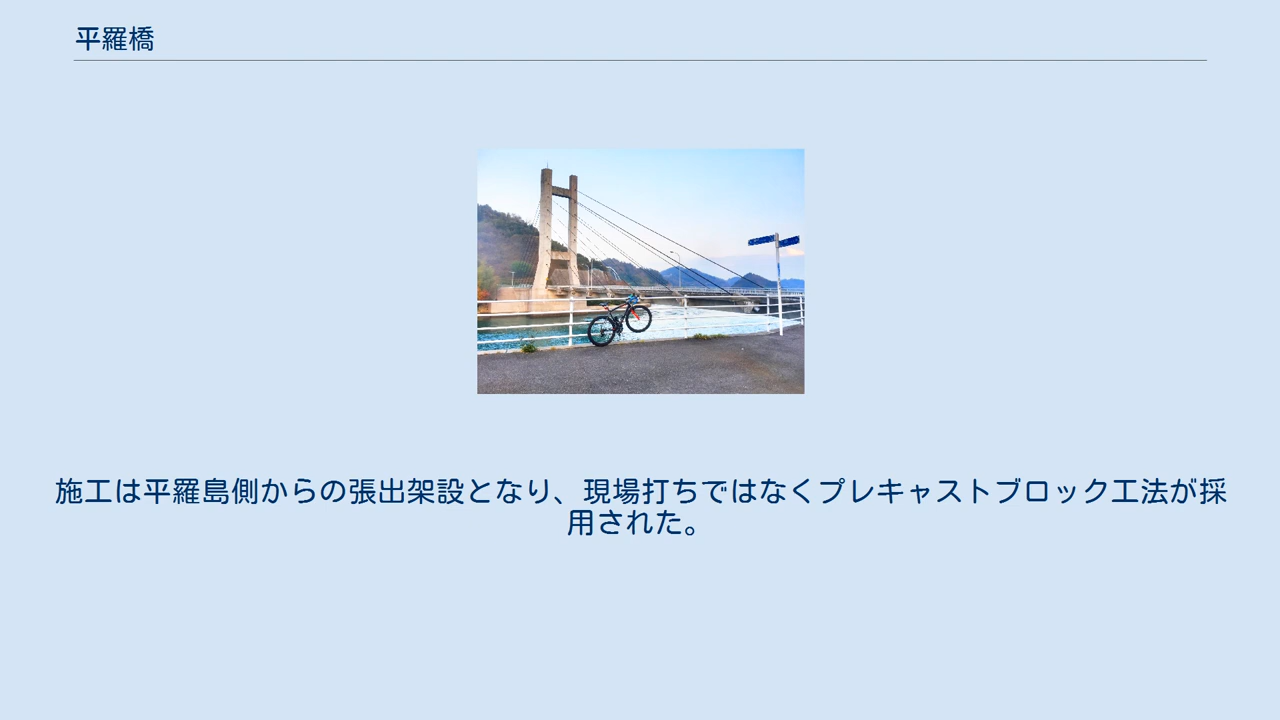 平羅橋
施工は平羅島側からの張出架設となり、現場打ちではなくプレキャストブロック工法が採
用された。